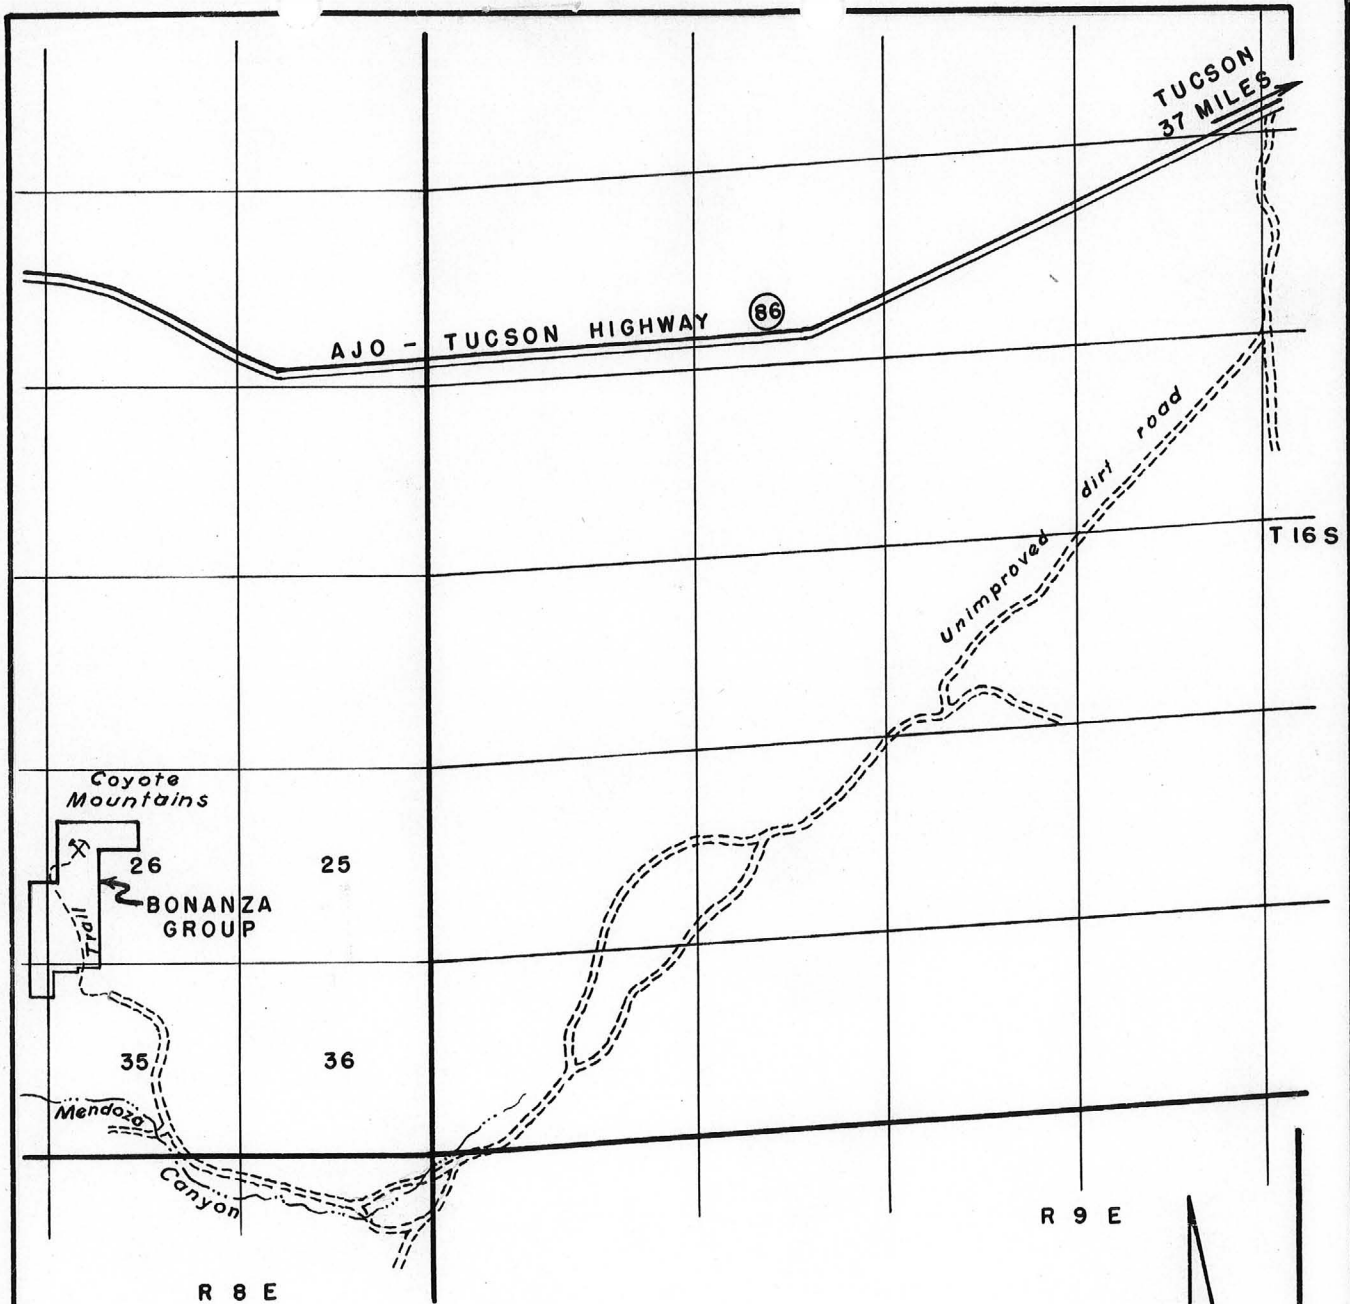 TUCSON
37 MILES
86
AJO - TUCSON HIGHWAY
Unimproved dirt road
T 16 S
Coyote
Mountains
26
25
BONANZA
GROUP
Trail
35
36
Mendoza
Canyon
R 9 E
R 8 E